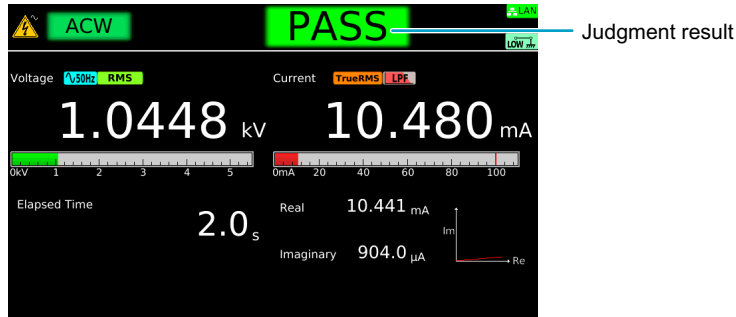 ACW
PASS
LAN
LOW
Judgment result
Voltage 50Hz RMS
Current TrueRMS LPF
1.0448 kV
10.480 mA
0kV 1 2 3 4 5
0mA 20 40 60 80 100
Elapsed Time
2.0 s
Real 10.441 mA
Imaginary 904.0 µA
Im
Re